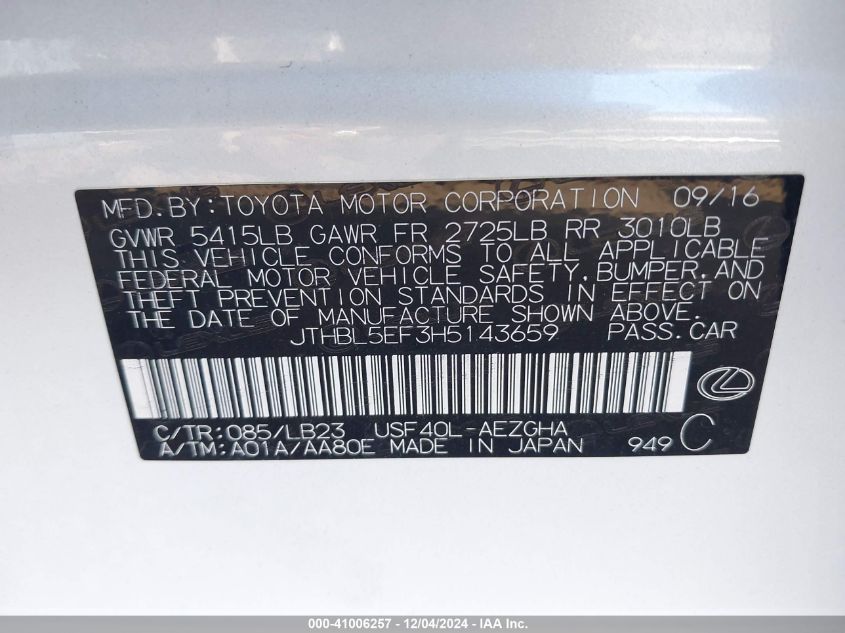 MFD. BY: TOYOTA MOTOR CORPORATION 09/16
GVWR 5415LB GAWR FR 2725LB RR 3010LB
THIS VEHICLE CONFORMS TO ALL APPLICABLE
FEDERAL MOTOR VEHICLE SAFETY, BUMPER, AND
THEFT PREVENTION STANDARDS IN EFFECT ON
THE DATE OF MANUFACTURE SHOWN ABOVE.
JTHBL5EF3H5143659 PASS. CAR
C/TR: 085/LB23 USF40L-AEZGHA
A/TM: A01A/AA80E MADE IN JAPAN 949 C
000-41006257 - 12/04/2024 - IAA Inc.